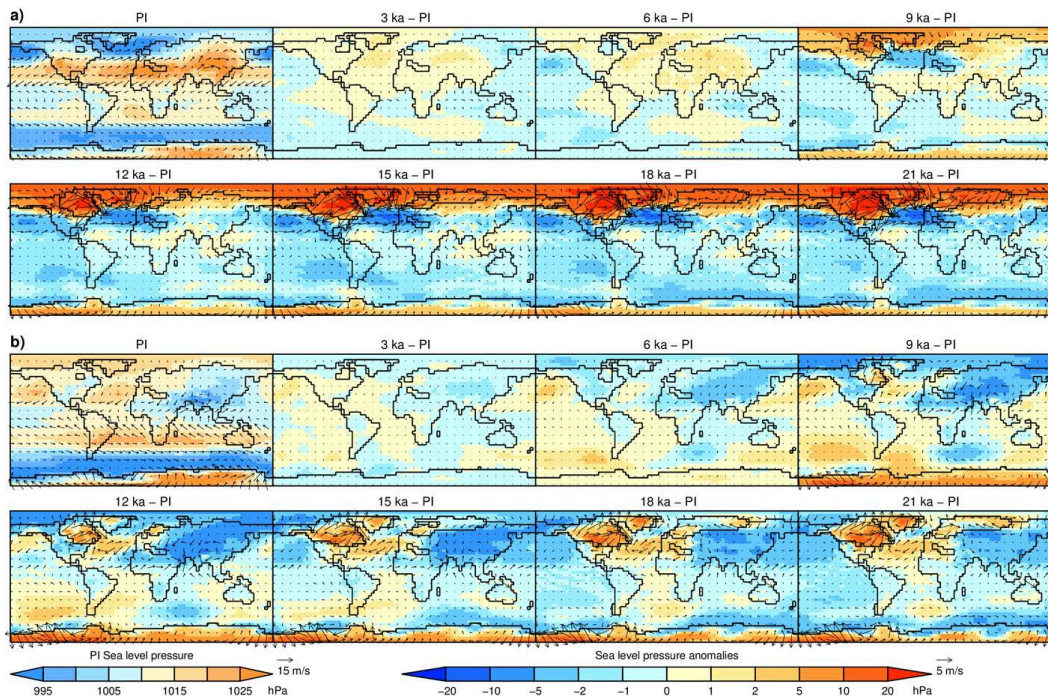 a)
PI
3 ka − PI
6 ka − PI
9 ka − PI
12 ka − PI
15 ka − PI
18 ka − PI
21 ka − PI
b)
PI
3 ka − PI
6 ka − PI
9 ka − PI
12 ka − PI
15 ka − PI
18 ka − PI
21 ka − PI
PI Sea level pressure
15 m/s
995 1005 1015 1025 hPa
Sea level pressure anomalies
5 m/s
−20 −10 −5 −2 −1 0 1 2 5 10 20 hPa